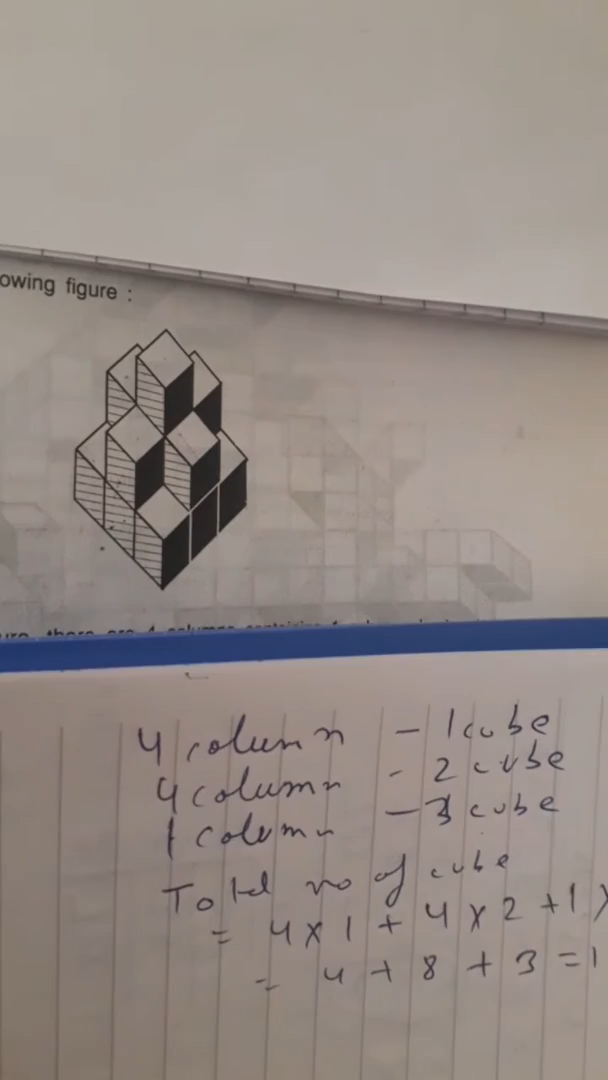 owing figure :
4 column - 1 cube
4 column - 2 cube
1 column - 3 cube
Total no of cube
= 4 x 1 + 4 x 2 + 1 x
= 4 + 8 + 3 = 1